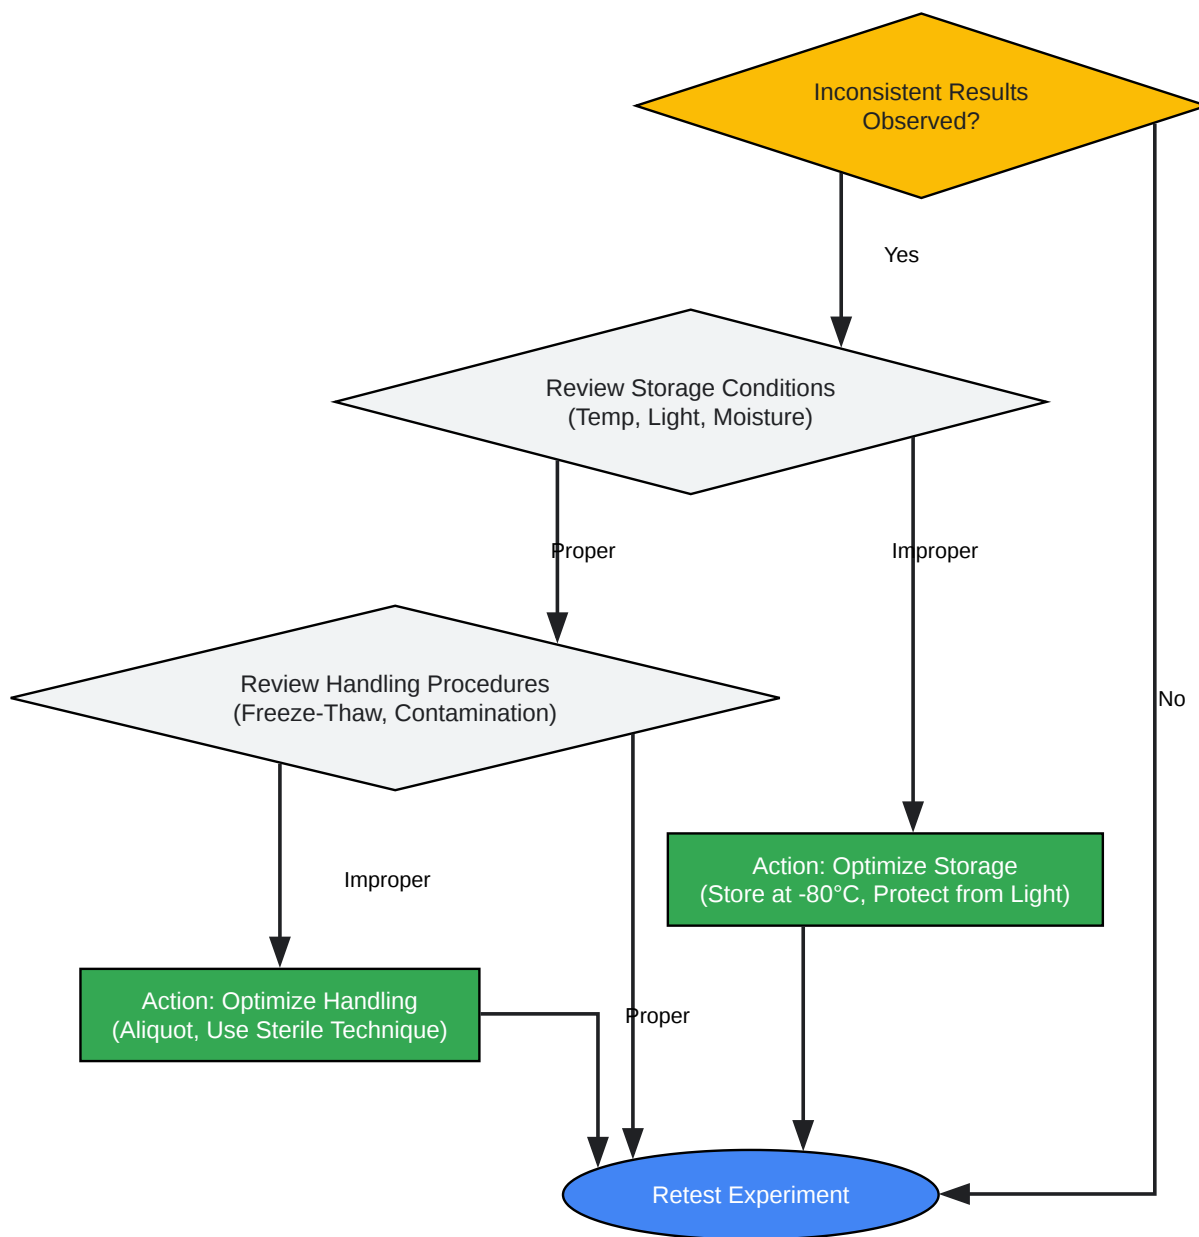 Inconsistent Results
Observed?
Yes
Review Storage Conditions
(Temp, Light, Moisture)
Proper
Improper
Review Handling Procedures
(Freeze-Thaw, Contamination)
No
Improper
Action: Optimize Storage
(Store at -80°C, Protect from Light)
Action: Optimize Handling
(Aliquot, Use Sterile Technique)
Proper
Retest Experiment